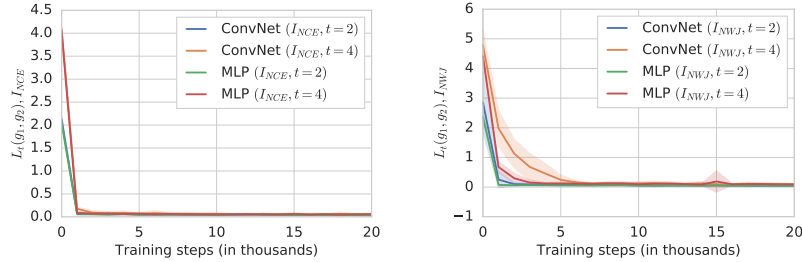 4.5
4.0
3.5
3.0
2.5
2.0
1.5
1.0
0.5
0.0
L_t(g_1, g_2), I_NCE
ConvNet (I_NCE, t = 2)
ConvNet (I_NCE, t = 4)
MLP (I_NCE, t = 2)
MLP (I_NCE, t = 4)
0 5 10 15 20
Training steps (in thousands)
6
5
4
3
2
1
0
−1
L_t(g_1, g_2), I_NWJ
ConvNet (I_NWJ, t = 2)
ConvNet (I_NWJ, t = 4)
MLP (I_NWJ, t = 2)
MLP (I_NWJ, t = 4)
0 5 10 15 20
Training steps (in thousands)